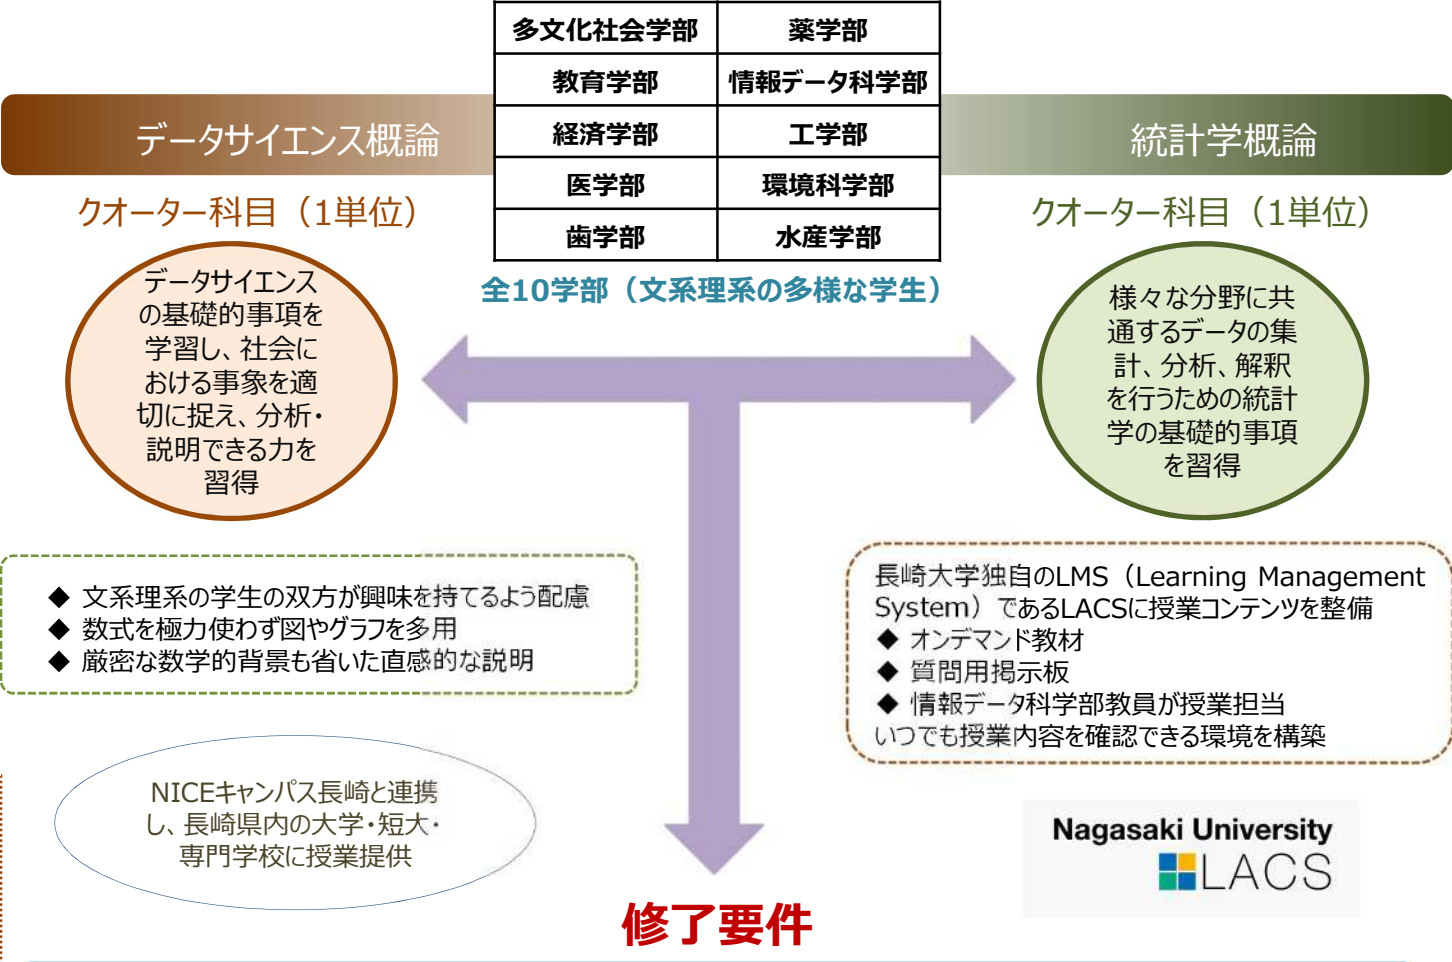 多文化社会学部 薬学部
教育学部 情報データ科学部
経済学部 工学部
医学部 環境科学部
歯学部 水産学部
全10学部（文系理系の多様な学生）
データサイエンス概論
クオーター科目（1単位）
データサイエンス
の基礎的事項を
学習し、社会に
おける事象を適
切に捉え、分析・
説明できる力を
習得
統計学概論
クオーター科目（1単位）
様々な分野に共
通するデータの集
計、分析、解釈
を行うための統計
学の基礎的事項
を習得
◆ 文系理系の学生の双方が興味を持てるよう配慮
◆ 数式を極力使わず図やグラフを多用
◆ 厳密な数学的背景も省いた直感的な説明
長崎大学独自のLMS（Learning Management
System）であるLACSに授業コンテンツを整備
◆ オンデマンド教材
◆ 質問用掲示板
◆ 情報データ科学部教員が授業担当
いつでも授業内容を確認できる環境を構築
NICEキャンパス長崎と連携
し、長崎県内の大学・短大・
専門学校に授業提供
Nagasaki University
LACS
修了要件